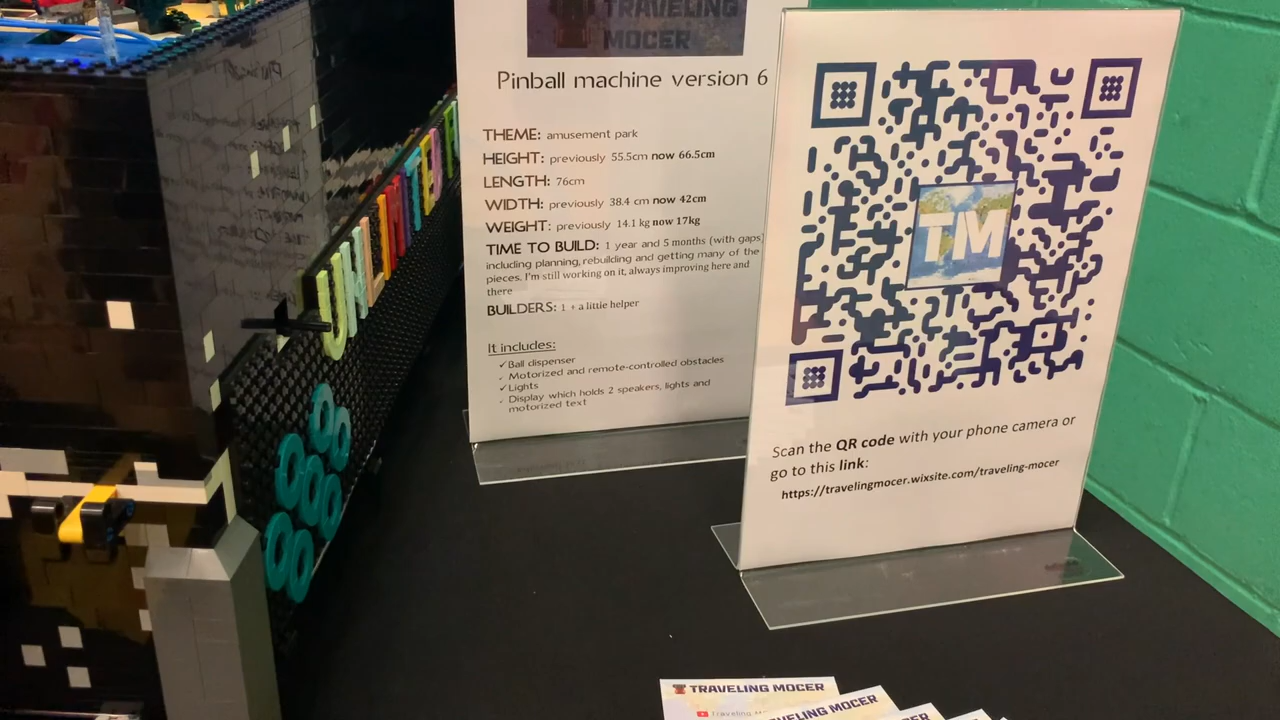 TRAVELING
MOCER
Pinball machine version 6
THEME: amusement park
HEIGHT: previously 55.5cm now 66.5cm
LENGTH: 76cm
WIDTH: previously 38.4 cm now 42cm
WEIGHT: previously 14.1 kg now 17kg
TIME TO BUILD: 1 year and 5 months (with gaps)
including planning, rebuilding and getting many of the
pieces. I'm still working on it, always improving here and
there
BUILDERS: 1 + a little helper
It includes:
✓Ball dispenser
✓Motorized and remote-controlled obstacles
✓Lights
✓Display which holds 2 speakers, lights and
motorized text
TM
Scan the QR code with your phone camera or
go to this link:
https://travelingmocer.wixsite.com/traveling-mocer
UNLIMITED
TRAVELING MOCER
Traveling
TRAVELING MOCER